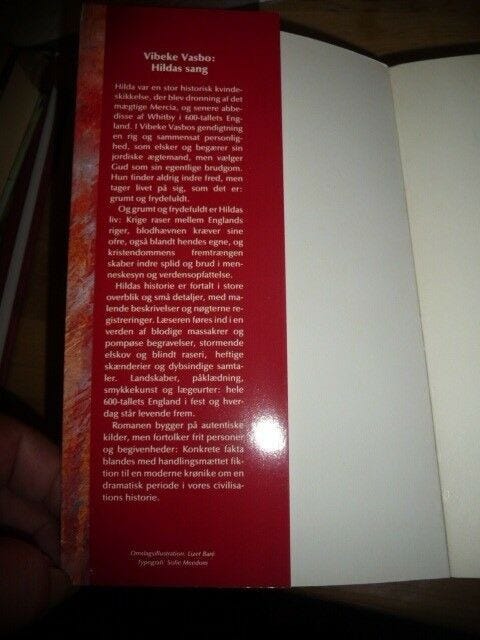 Vibeke Vasbo:
Hildas sang
Hilda var en stor historisk kvinde-
skikkelse, der blev dronning af det
mægtige Mercia, og senere abbe-
disse af Whitby i 600-tallets Eng-
land. I Vibeke Vasbos gendigtning
en rig og sammensat personlig-
hed, som elsker og begærer sin
jordiske ægtemand, men vælger
Gud som sin egentlige brudgom.
Hun finder aldrig indre fred, men
tager livet på sig, som det er:
grumt og frydefuldt.
Og grumt og frydefuldt er Hildas
liv: Krige raser mellem Englands
riger, blodhævnen kræver sine
ofre, også blandt hendes egne, og
kristendommens fremtrængen
skaber indre splid og brud i men-
neskesyn og verdensopfattelse.
Hildas historie er fortalt i store
overblik og små detaljer, med ma-
lende beskrivelser og nøgterne re-
gistreringer. Læseren føres ind i en
verden af blodige massakrer og
pompøse begravelser, stormende
elskov og blindt raseri, heftige
skænderier og dybsindige samta-
ler. Landskaber, påklædning,
smykkekunst og lægeurter: hele
600-tallets England i fest og hver-
dag står levende frem.
Romanen bygger på autentiske
kilder, men fortolker frit personer
og begivenheder: Konkrete fakta
blandes med handlingsmættet fik-
tion til en moderne krønike om en
dramatisk periode i vores civilisa-
tions historie.
Omslagsillustration: Lizet Baré
Typografi: Sofie Meedom